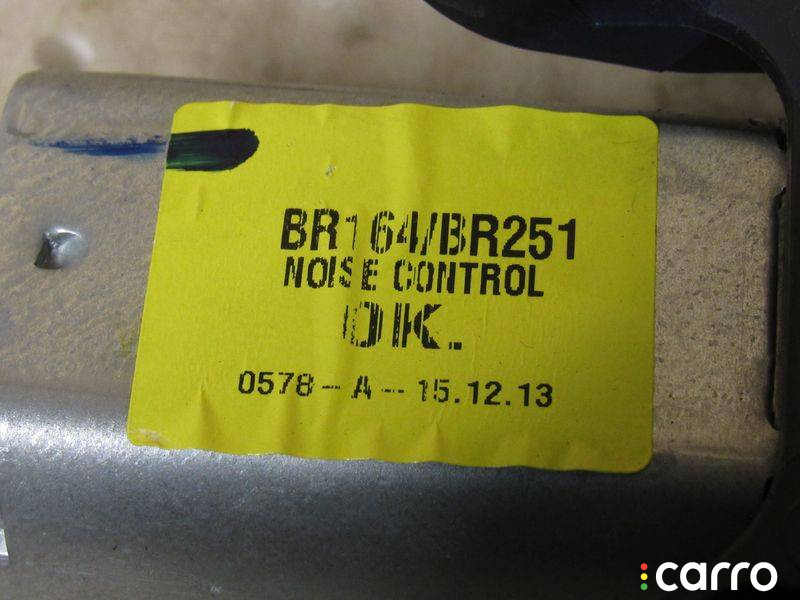 BR164/BR251
NOISE CONTROL
OK.
0578-A-15.12.13
carro